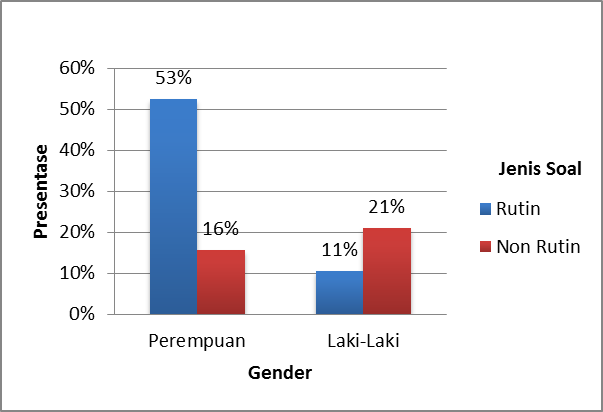 60%
50%
40%
30%
20%
10%
0%
Presentase
53%
16%
11%
21%
Perempuan
Laki-Laki
Gender
Jenis Soal
Rutin
Non Rutin